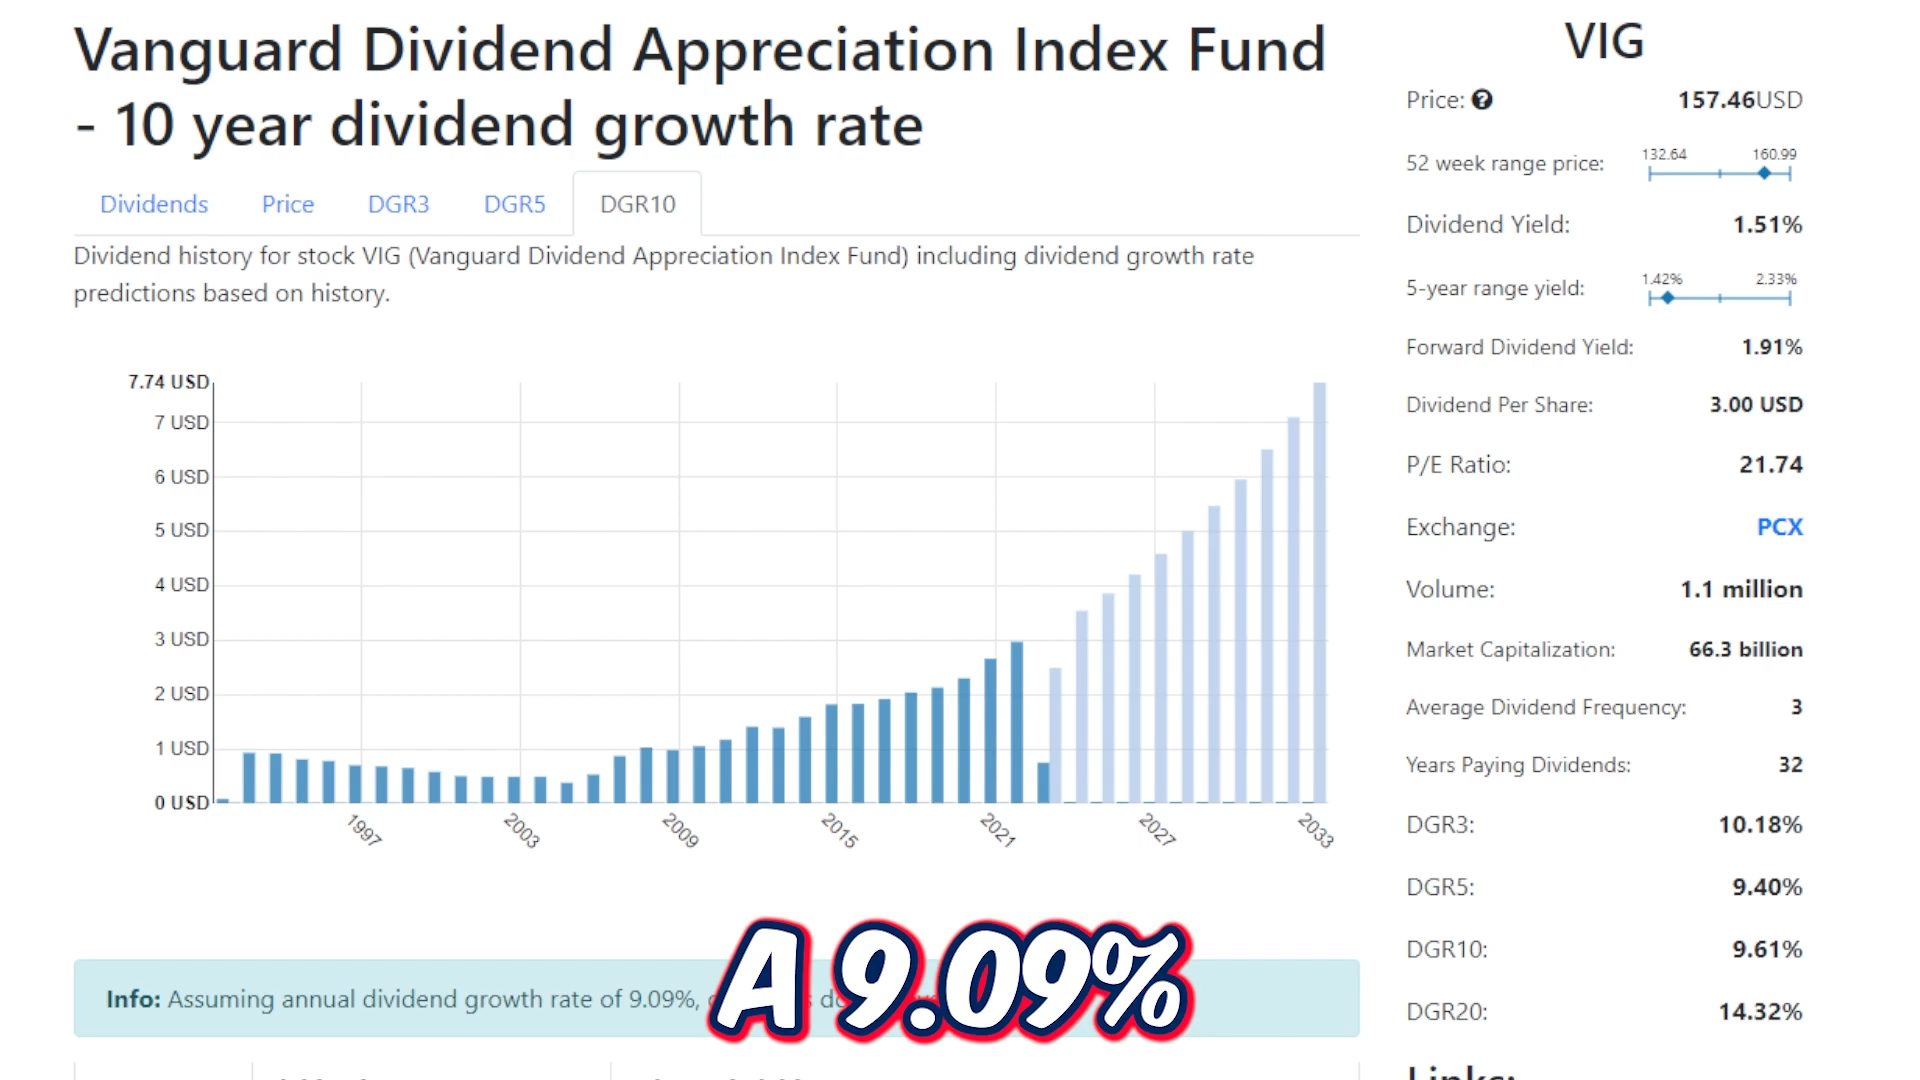 Vanguard Dividend Appreciation Index Fund
- 10 year dividend growth rate
Dividends Price DGR3 DGR5 DGR10
Dividend history for stock VIG (Vanguard Dividend Appreciation Index Fund) including dividend growth rate
predictions based on history.
7.74 USD
7 USD
6 USD
5 USD
4 USD
3 USD
2 USD
1 USD
0 USD
1997 2003 2009 2015 2021 2027 2033
Info: Assuming annual dividend growth rate of 9.09%,
A 9.09%
VIG
Price: 157.46USD
52 week range price: 132.64 160.99
Dividend Yield: 1.51%
5-year range yield: 1.42% 2.33%
Forward Dividend Yield: 1.91%
Dividend Per Share: 3.00 USD
P/E Ratio: 21.74
Exchange: PCX
Volume: 1.1 million
Market Capitalization: 66.3 billion
Average Dividend Frequency: 3
Years Paying Dividends: 32
DGR3: 10.18%
DGR5: 9.40%
DGR10: 9.61%
DGR20: 14.32%
Links: